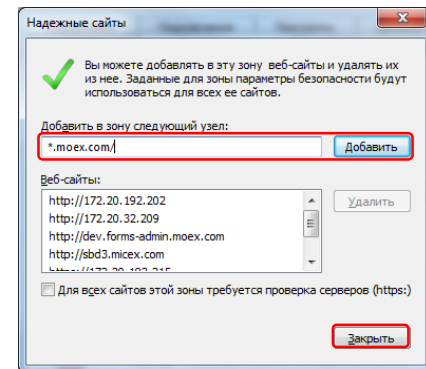 Надежные сайты
Вы можете добавлять в эту зону веб-сайты и удалять их
из нее. Заданные для зоны параметры безопасности будут
использоваться для всех ее сайтов.
Добавить в зону следующий узел:
*.moex.com/
Добавить
Веб-сайты:
http://172.20.192.202
Удалить
http://172.20.32.209
http://dev.forms-admin.moex.com
http://sbd3.micex.com
Для всех сайтов этой зоны требуется проверка серверов (https:)
Закрыть